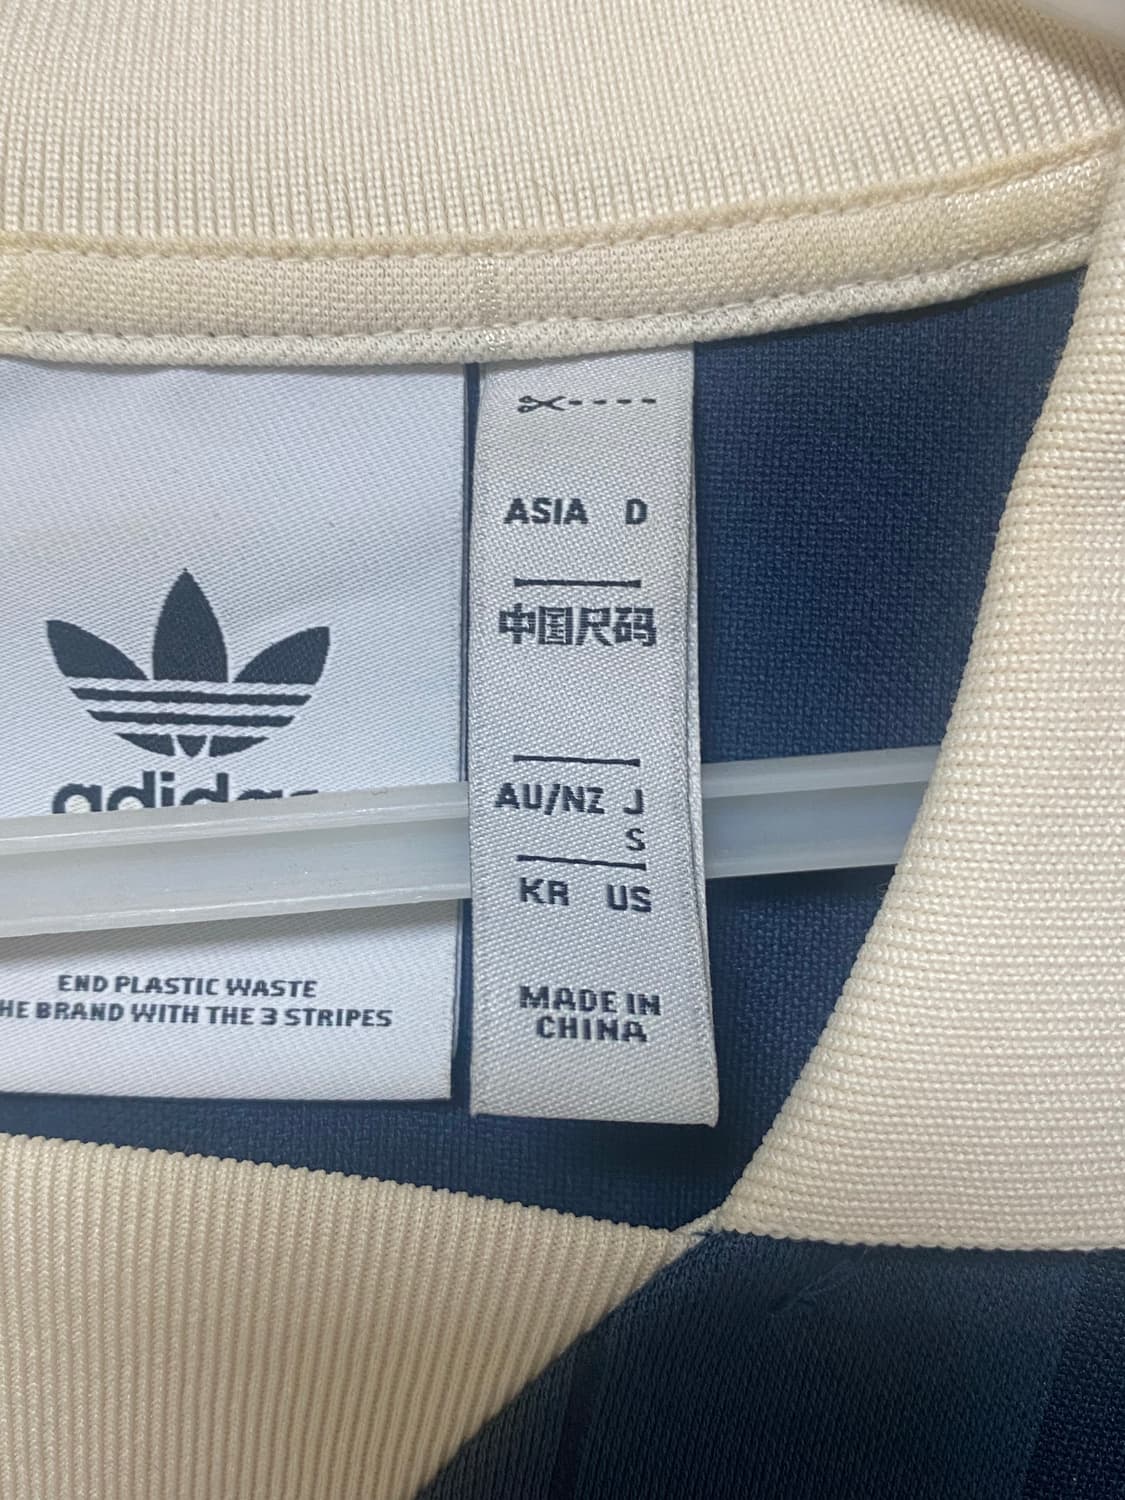 adidas
END PLASTIC WASTE
HE BRAND WITH THE 3 STRIPES
ASIA D
中国尺码
AU/NZ J
S
KR US
MADE IN
CHINA